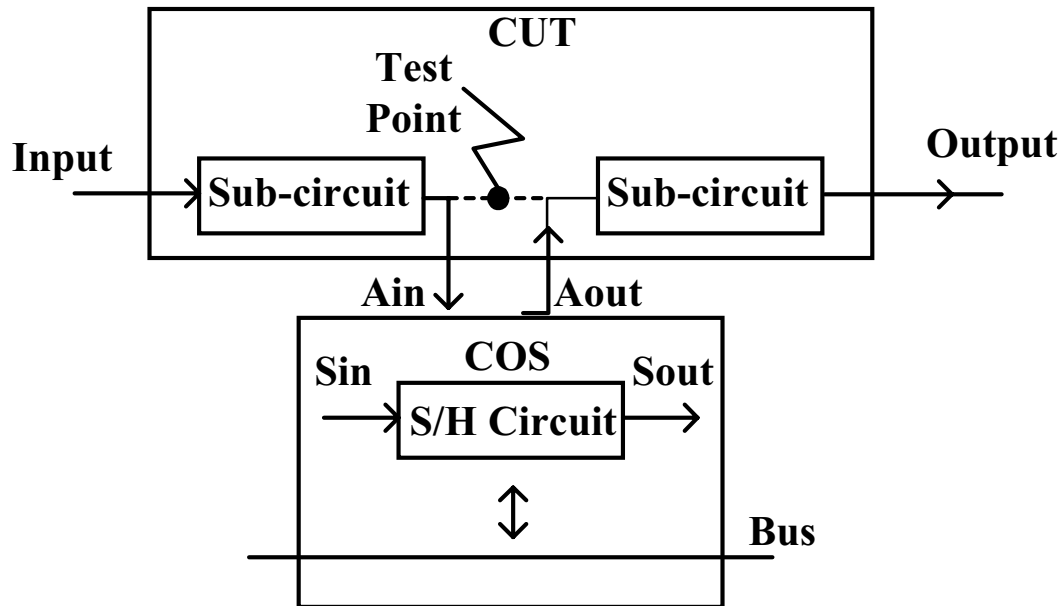 CUT
Test
Point
Input
Output
Sub-circuit
Sub-circuit
Ain
Aout
COS
Sin
Sout
S/H Circuit
Bus